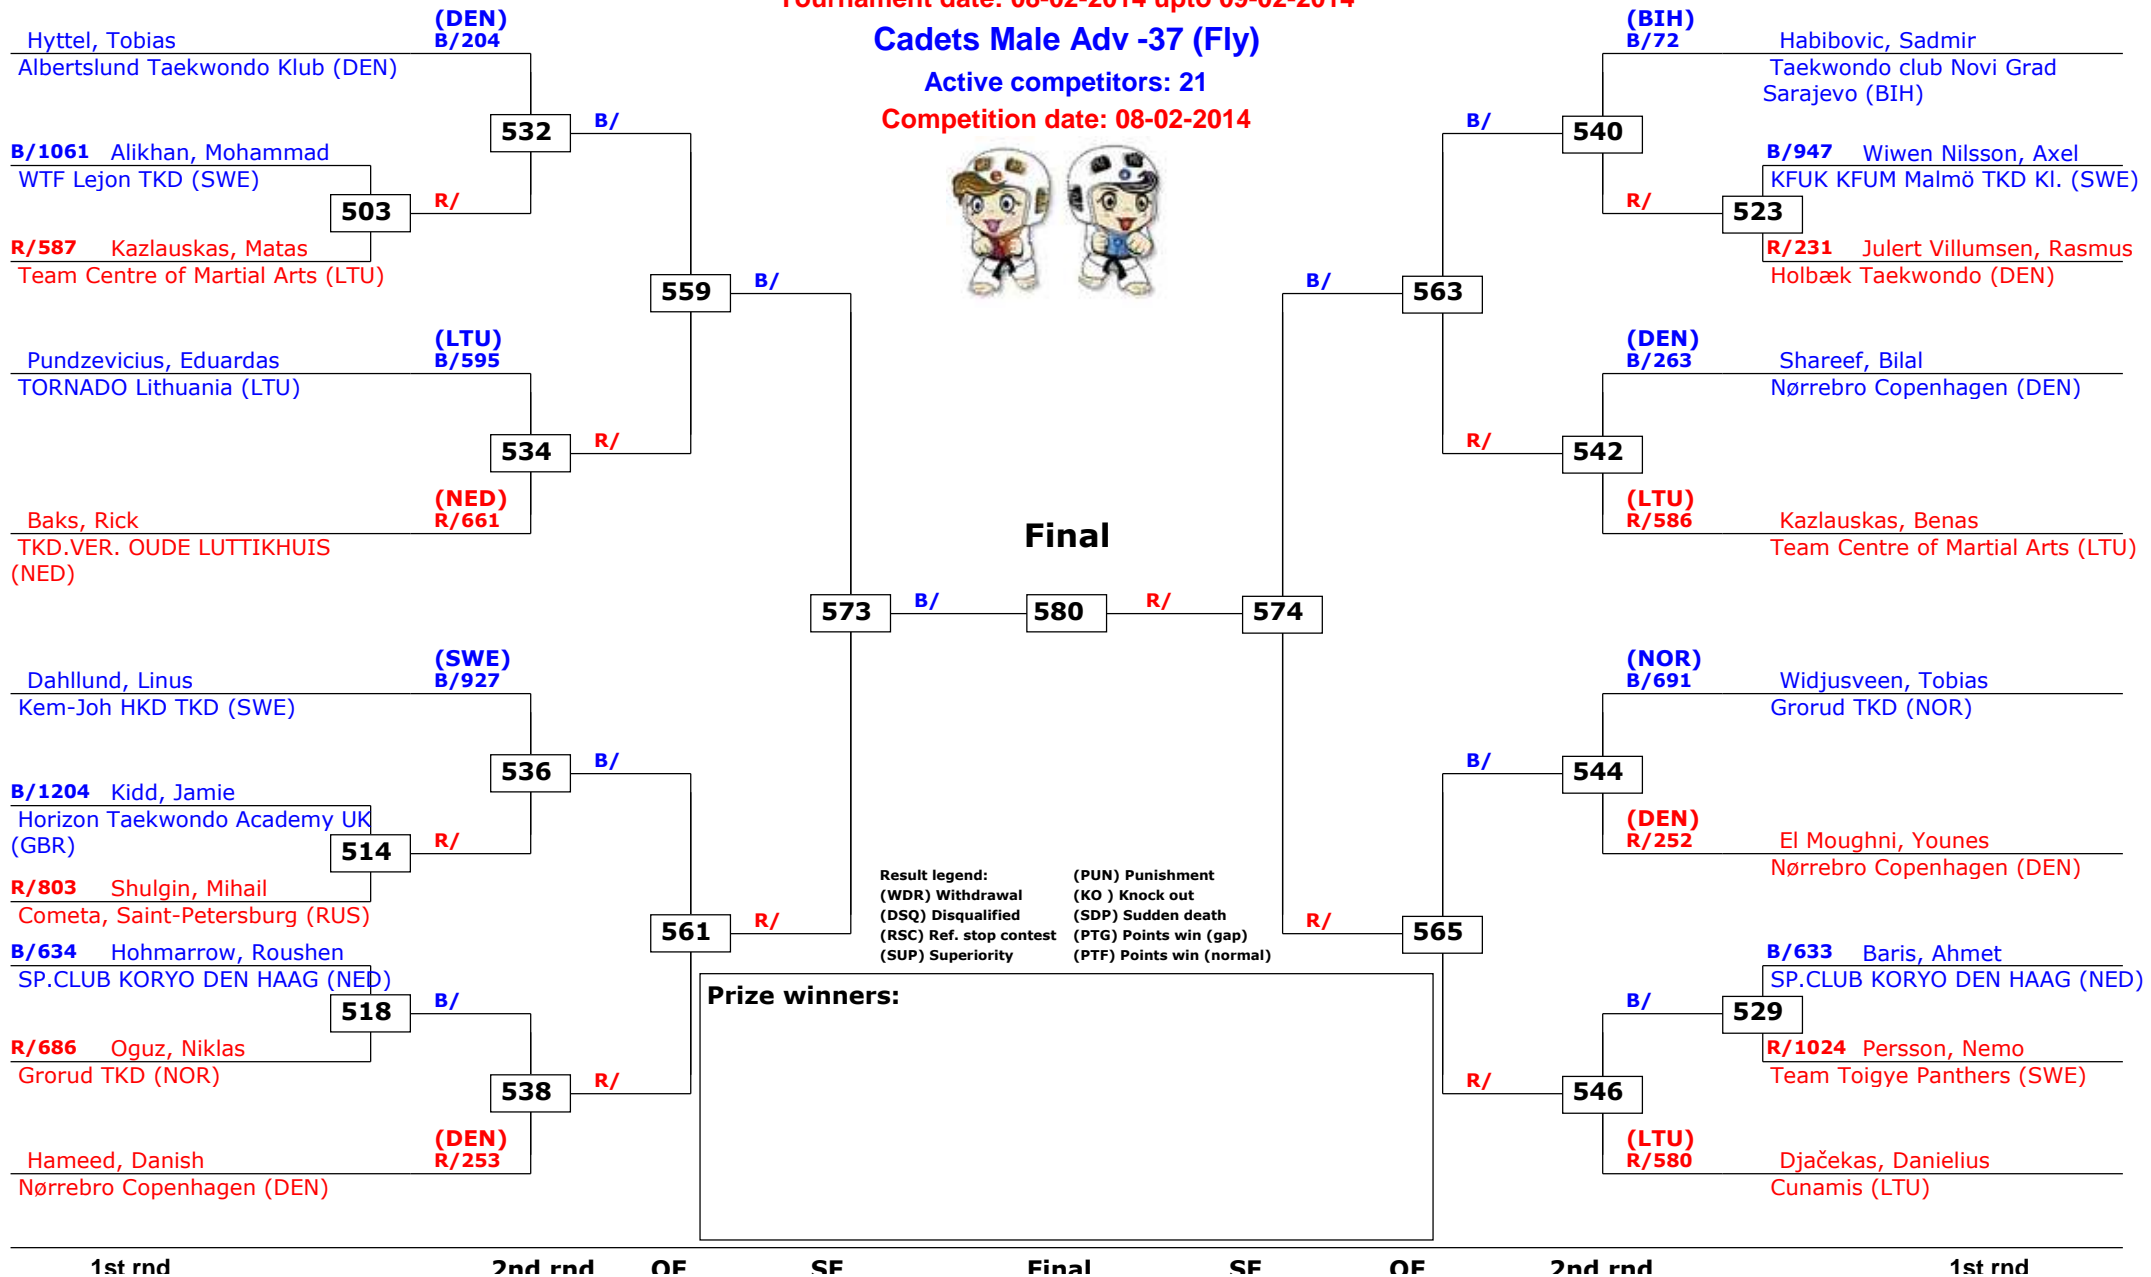 Tournament date: 08-02-2014 upto 09-02-2014
Cadets Male Adv -37 (Fly)
Active competitors: 21
Competition date: 08-02-2014
(DEN)
Hyttel, Tobias B/204
Albertslund Taekwondo Klub (DEN)
532
B/
B/1061 Alikhan, Mohammad
WTF Lejon TKD (SWE)
503
R/
R/587 Kazlauskas, Matas
Team Centre of Martial Arts (LTU)
559
B/
(LTU)
Pundzevicius, Eduardas B/595
TORNADO Lithuania (LTU)
534
R/
(NED)
Baks, Rick R/661
TKD.VER. OUDE LUTTIKHUIS
(NED)
573
B/
(SWE)
Dahllund, Linus B/927
Kem-Joh HKD TKD (SWE)
536
B/
B/1204 Kidd, Jamie
Horizon Taekwondo Academy UK
(GBR)
514
R/
R/803 Shulgin, Mihail
Cometa, Saint-Petersburg (RUS)
561
R/
B/634 Hohmarrow, Roushen
SP.CLUB KORYO DEN HAAG (NED)
518
B/
R/686 Oguz, Niklas
Grorud TKD (NOR)
538
R/
(DEN)
Hameed, Danish R/253
Nørrebro Copenhagen (DEN)
Final
580
R/
574
(BIH)
B/72 Habibovic, Sadmir
Taekwondo club Novi Grad
Sarajevo (BIH)
B/
540
B/947 Wiwen Nilsson, Axel
KFUK KFUM Malmö TKD Kl. (SWE)
R/
523
R/231 Julert Villumsen, Rasmus
Holbæk Taekwondo (DEN)
B/
563
(DEN)
B/263 Shareef, Bilal
Nørrebro Copenhagen (DEN)
R/
542
(LTU)
R/586 Kazlauskas, Benas
Team Centre of Martial Arts (LTU)
(NOR)
B/691 Widjusveen, Tobias
Grorud TKD (NOR)
B/
544
(DEN)
R/252 El Moughni, Younes
Nørrebro Copenhagen (DEN)
R/
565
B/633 Baris, Ahmet
SP.CLUB KORYO DEN HAAG (NED)
B/
529
R/1024 Persson, Nemo
Team Toigye Panthers (SWE)
R/
546
(LTU)
R/580 Djačekas, Danielius
Cunamis (LTU)
Result legend: (PUN) Punishment
(WDR) Withdrawal (KO ) Knock out
(DSQ) Disqualified (SDP) Sudden death
(RSC) Ref. stop contest (PTG) Points win (gap)
(SUP) Superiority (PTF) Points win (normal)
Prize winners:
1st rnd 2nd rnd QF SF Final SF QF 2nd rnd 1st rnd